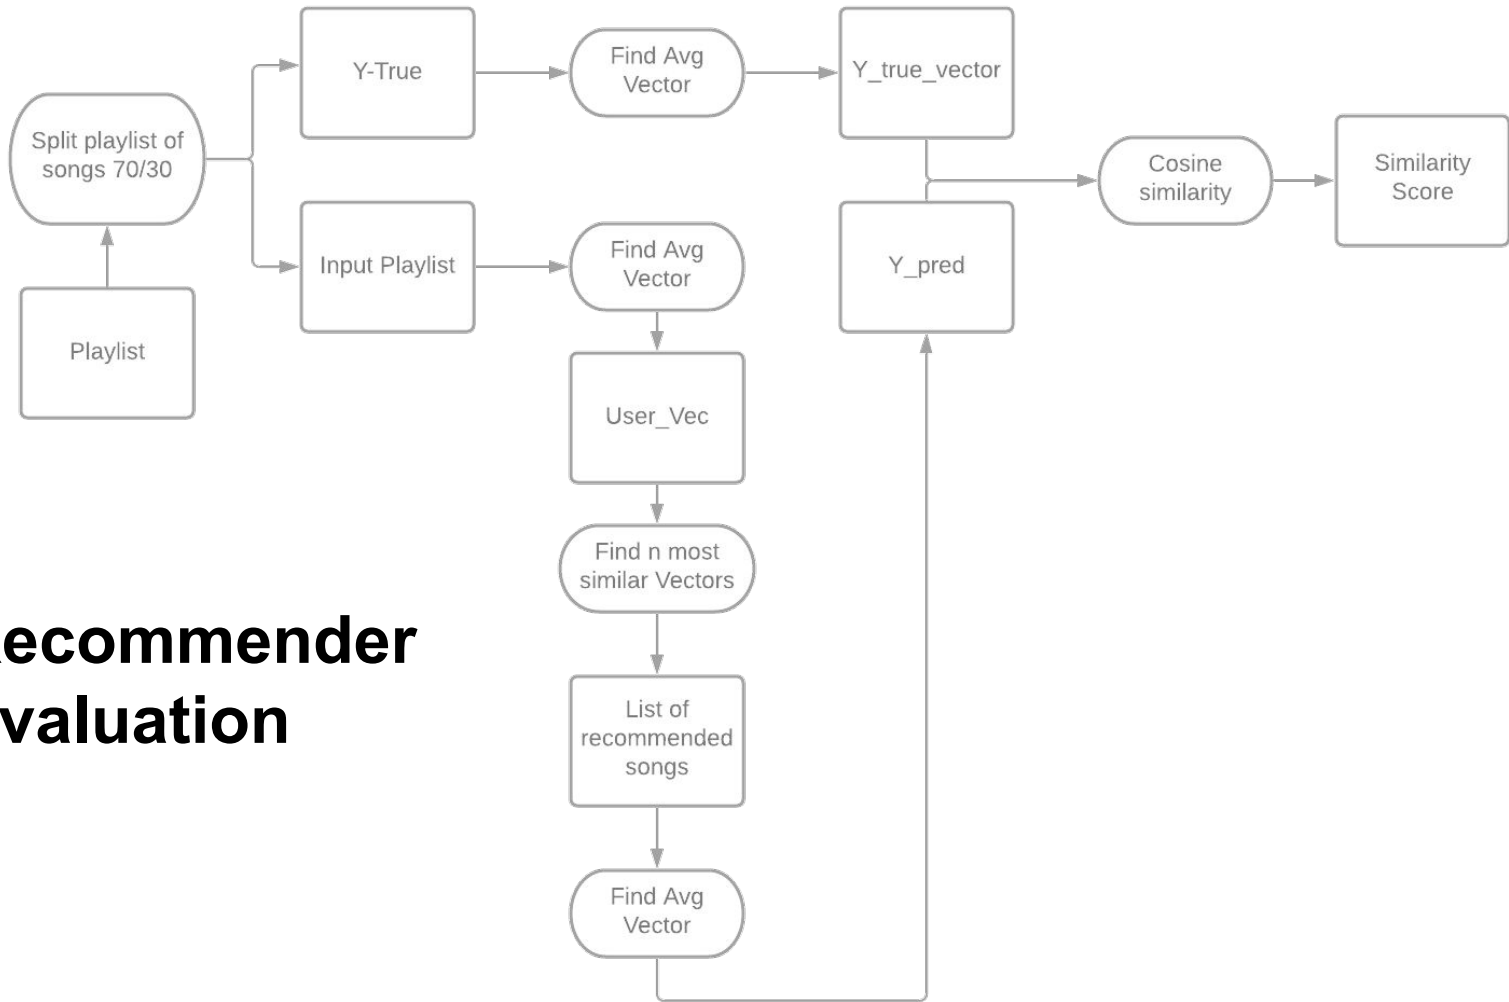 Y-True
Find Avg
Vector
Y_true_vector
Split playlist of
songs 70/30
Cosine
similarity
Similarity
Score
Input Playlist
Find Avg
Vector
Y_pred
Playlist
User_Vec
Find n most
similar Vectors
ecommender
valuation
List of
recommended
songs
Find Avg
Vector